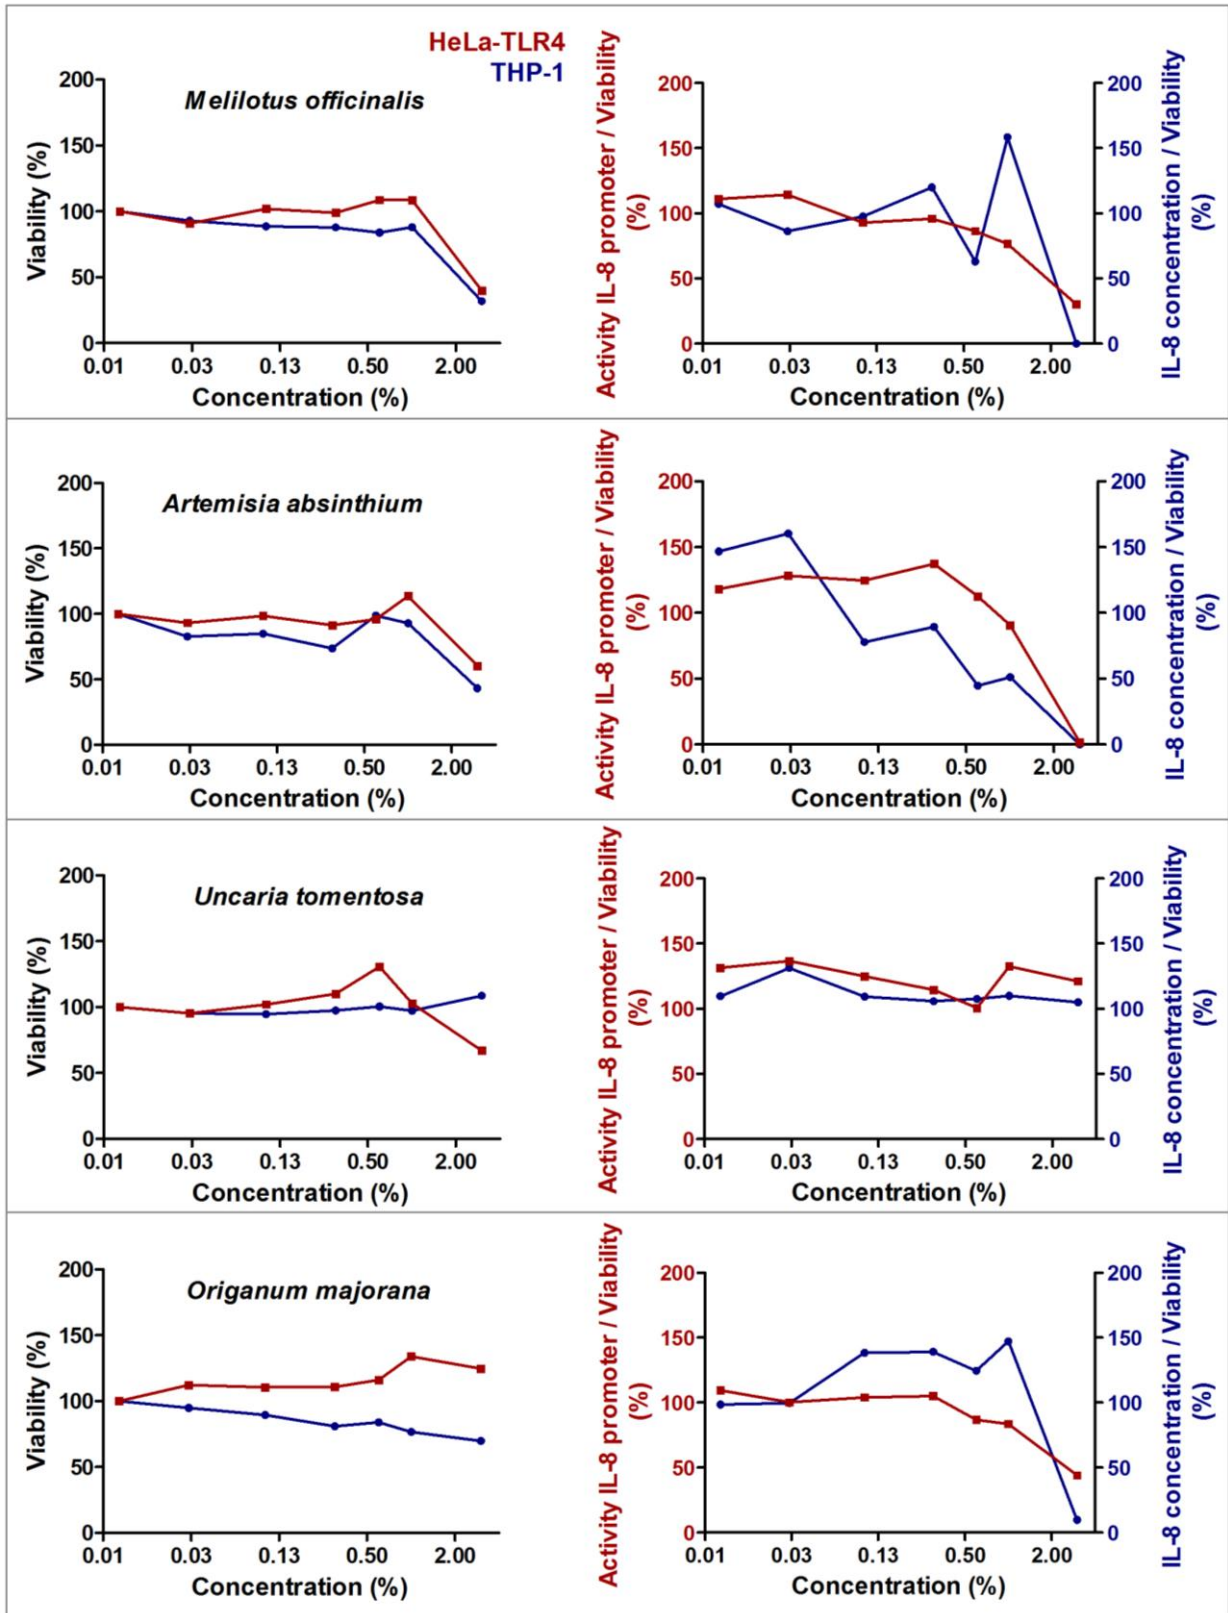 HeLa-TLR4
THP-1
Melilotus officinalis
Viability (%)
200
150
100
50
0
0.01 0.03 0.13 0.50 2.00
Concentration (%)
Activity IL-8 promoter / Viability
(%)
200
150
100
50
0
0.01 0.03 0.13 0.50 2.00
Concentration (%)
200
150
100
50
0
IL-8 concentration / Viability
(%)
Artemisia absinthium
Viability (%)
200
150
100
50
0
0.01 0.03 0.13 0.50 2.00
Concentration (%)
Activity IL-8 promoter / Viability
(%)
200
150
100
50
0
0.01 0.03 0.13 0.50 2.00
Concentration (%)
200
150
100
50
0
IL-8 concentration / Viability
(%)
Uncaria tomentosa
Viability (%)
200
150
100
50
0
0.01 0.03 0.13 0.50 2.00
Concentration (%)
Activity IL-8 promoter / Viability
(%)
200
150
100
50
0
0.01 0.03 0.13 0.50 2.00
Concentration (%)
200
150
100
50
0
IL-8 concentration / Viability
(%)
Origanum majorana
Viability (%)
200
150
100
50
0
0.01 0.03 0.13 0.50 2.00
Concentration (%)
Activity IL-8 promoter / Viability
(%)
200
150
100
50
0
0.01 0.03 0.13 0.50 2.00
Concentration (%)
200
150
100
50
0
IL-8 concentration / Viability
(%)